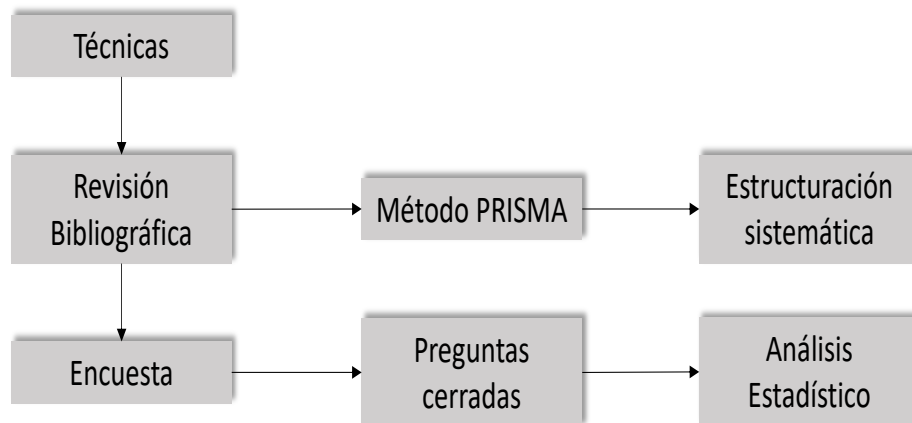 Técnicas
Revisión
Bibliográfica
Método PRISMA
Estructuración
sistemática
Encuesta
Preguntas
cerradas
Análisis
Estadístico